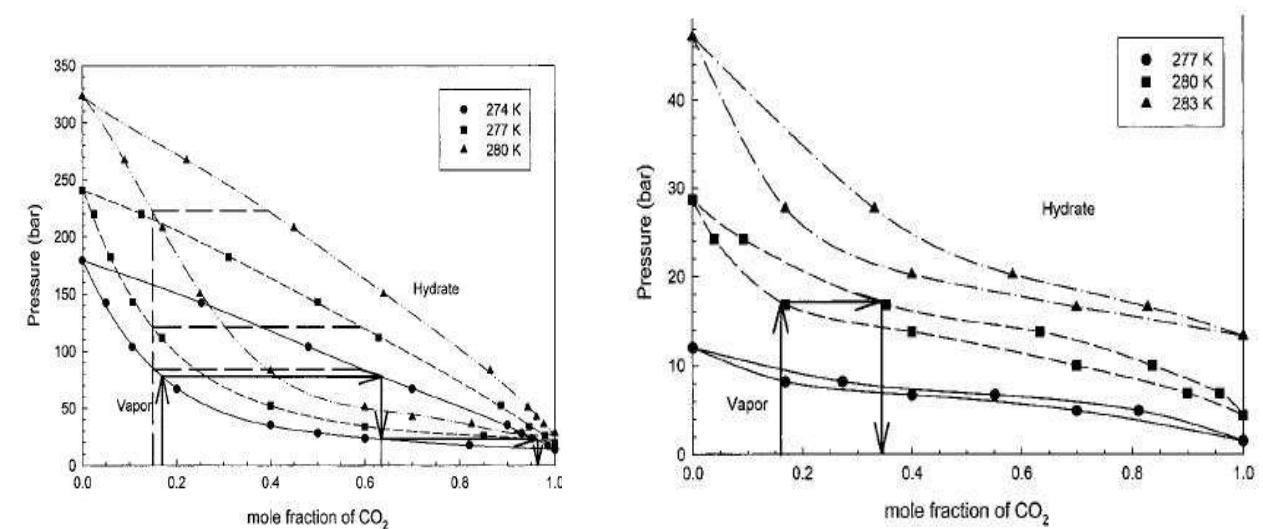 350
300
250
200
150
100
50
0
Pressure (bar)
274 K
277 K
280 K
Hydrate
Vapor
0.0 0.2 0.4 0.6 0.8 1.0
mole fraction of CO₂
40
30
20
10
0
Pressure (bar)
277 K
280 K
283 K
Hydrate
Vapor
0.0 0.2 0.4 0.6 0.8 1.0
mole fraction of CO₂